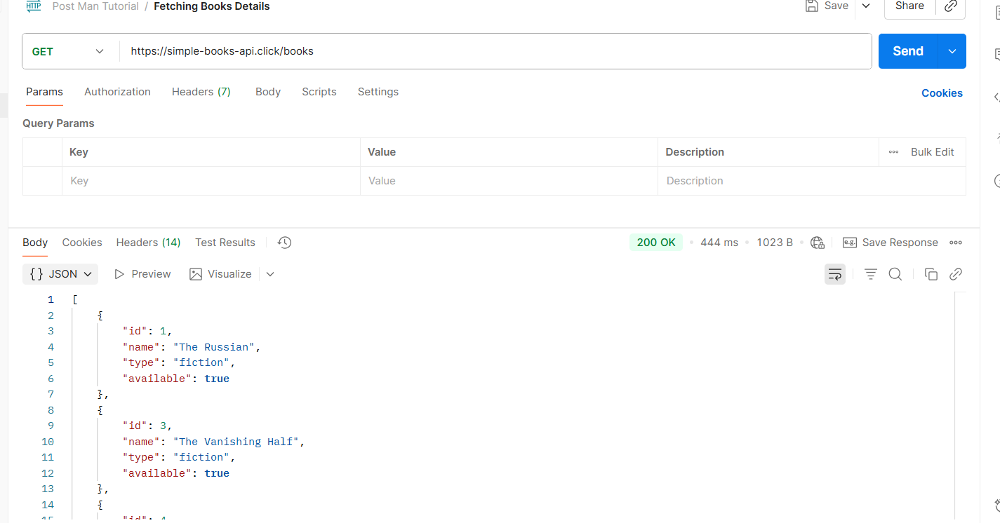 HTTP Post Man Tutorial / Fetching Books Details Save Share
GET https://simple-books-api.click/books Send
Params Authorization Headers (7) Body Scripts Settings Cookies
Query Params
Key Value Description Bulk Edit
Key Value Description
Body Cookies Headers (14) Test Results 200 OK 444 ms 1023 B e.g. Save Response
{} JSON Preview Visualize
1 [
2 {
3 "id": 1,
4 "name": "The Russian",
5 "type": "fiction",
6 "available": true
7 },
8 {
9 "id": 3,
10 "name": "The Vanishing Half",
11 "type": "fiction",
12 "available": true
13 },
14 {
15 "id": 4